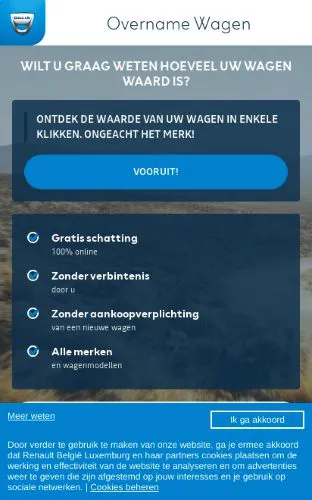 Overname Wagen
WILT U GRAAG WETEN HOEVEEL UW WAGEN
WAARD IS?
ONTDEK DE WAARDE VAN UW WAGEN IN ENKELE
KLIKKEN. ONGEACHT HET MERK!
VOORUIT!
Gratis schatting
100% online
Zonder verbintenis
door u
Zonder aankoopverplichting
van een nieuwe wagen
Alle merken
en wagenmodellen
Meer weten
Ik ga akkoord
Door verder te gebruik te maken van onze website, ga je ermee akkoord
dat Renault België Luxemburg en haar partners cookies plaatsen om de
werking en effectiviteit van de website te analyseren en om advertenties
weer te geven die zijn afgestemd op jouw interesses en je gebruik op
sociale netwerken. | Cookies beheren